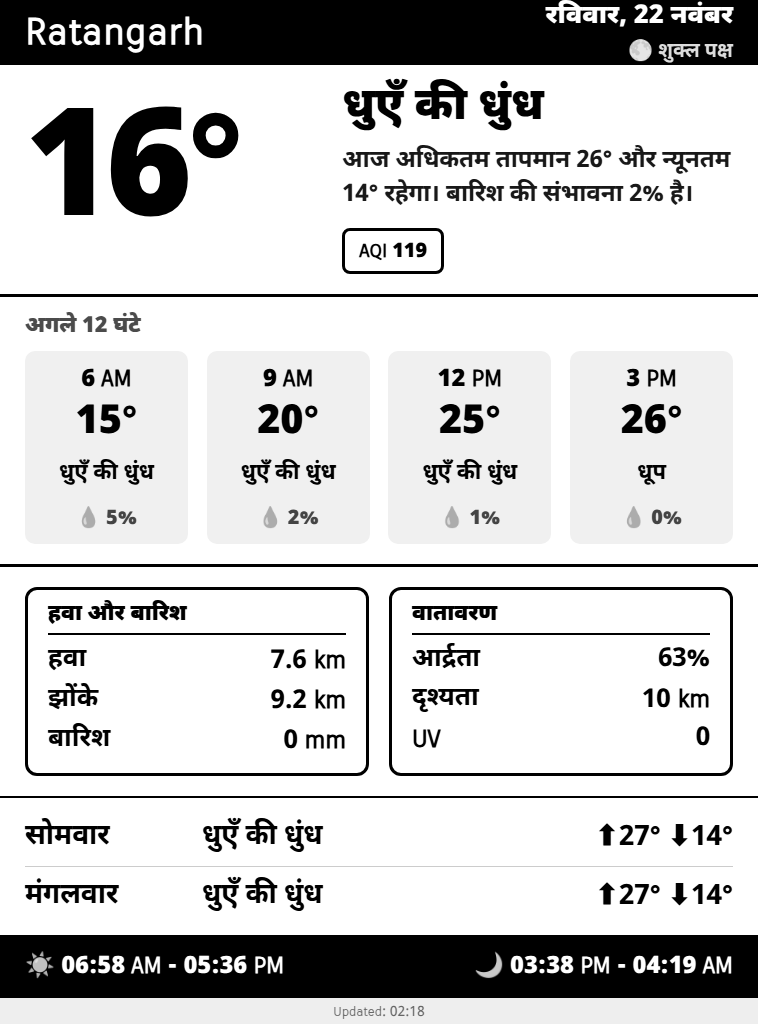 Ratangarh
रविवार, 22 नवंबर
शुक्ल पक्ष
16°
धुएँ की धुंध
आज अधिकतम तापमान 26° और न्यूनतम
14° रहेगा। बारिश की संभावना 2% है।
AQI 119
अगले 12 घंटे
6 AM 9 AM 12 PM 3 PM
15° 20° 25° 26°
धुएँ की धुंध धुएँ की धुंध धुएँ की धुंध धूप
5% 2% 1% 0%
हवा और बारिश
हवा 7.6 km
झोंके 9.2 km
बारिश 0 mm
वातावरण
आर्द्रता 63%
दृश्यता 10 km
UV 0
सोमवार धुएँ की धुंध ⬆27° ⬇14°
मंगलवार धुएँ की धुंध ⬆27° ⬇14°
06:58 AM - 05:36 PM 03:38 PM - 04:19 AM
Updated: 02:18